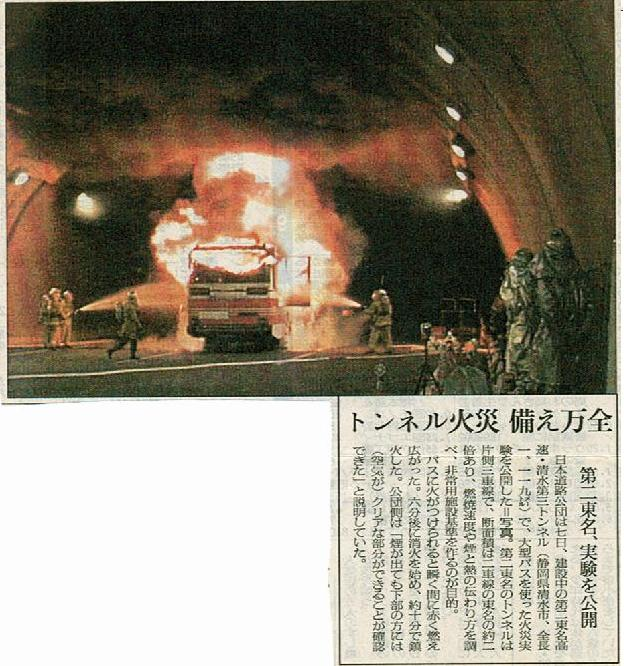 トンネル火災 備え万全
第二東名、実験を公開
日本道路公団は七日、建設中の第二東名高
速・清水第三トンネル（静岡県清水市、全長
一、一一九㍍）で、大型バスを使った火災実
験を公開した＝写真。第二東名のトンネルは
片側三車線で、断面積は二車線の東名の約二
倍あり、燃焼速度や煙と熱の伝わり方を調
べ、非常用施設基準を作るのが目的。
バスに火がつけられると瞬く間に赤く燃え
広がった。六分後に消火を始め、約十分で鎮
火した。公団側は「煙が出ても下部の方には
（空気が）クリアな部分ができることが確認
できた」と説明していた。